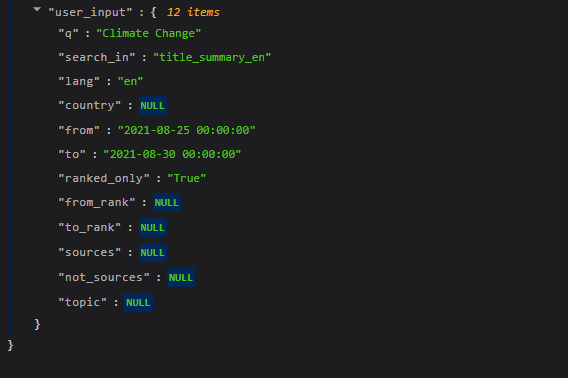 "user_input" : { 12 items
"q" : "Climate Change"
"search_in" : "title_summary_en"
"lang" : "en"
"country" : NULL
"from" : "2021-08-25 00:00:00"
"to" : "2021-08-30 00:00:00"
"ranked_only" : "True"
"from_rank" : NULL
"to_rank" : NULL
"sources" : NULL
"not_sources" : NULL
"topic" : NULL
}
}